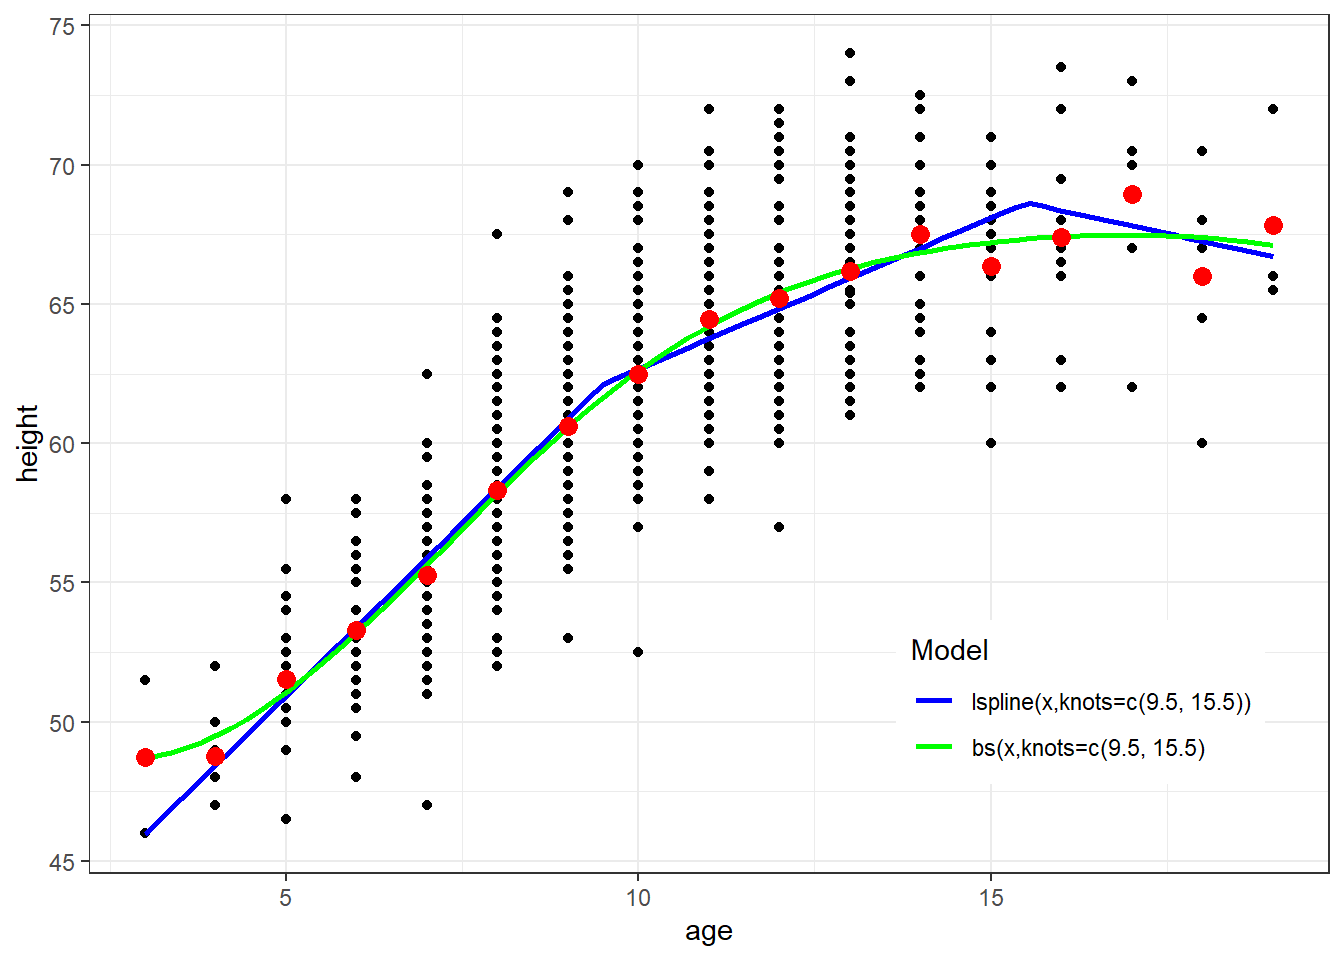 75
70
65
60
55
50
45
height
5
10
15
age
Model
lspline(x,knots=c(9.5, 15.5))
bs(x,knots=c(9.5, 15.5)